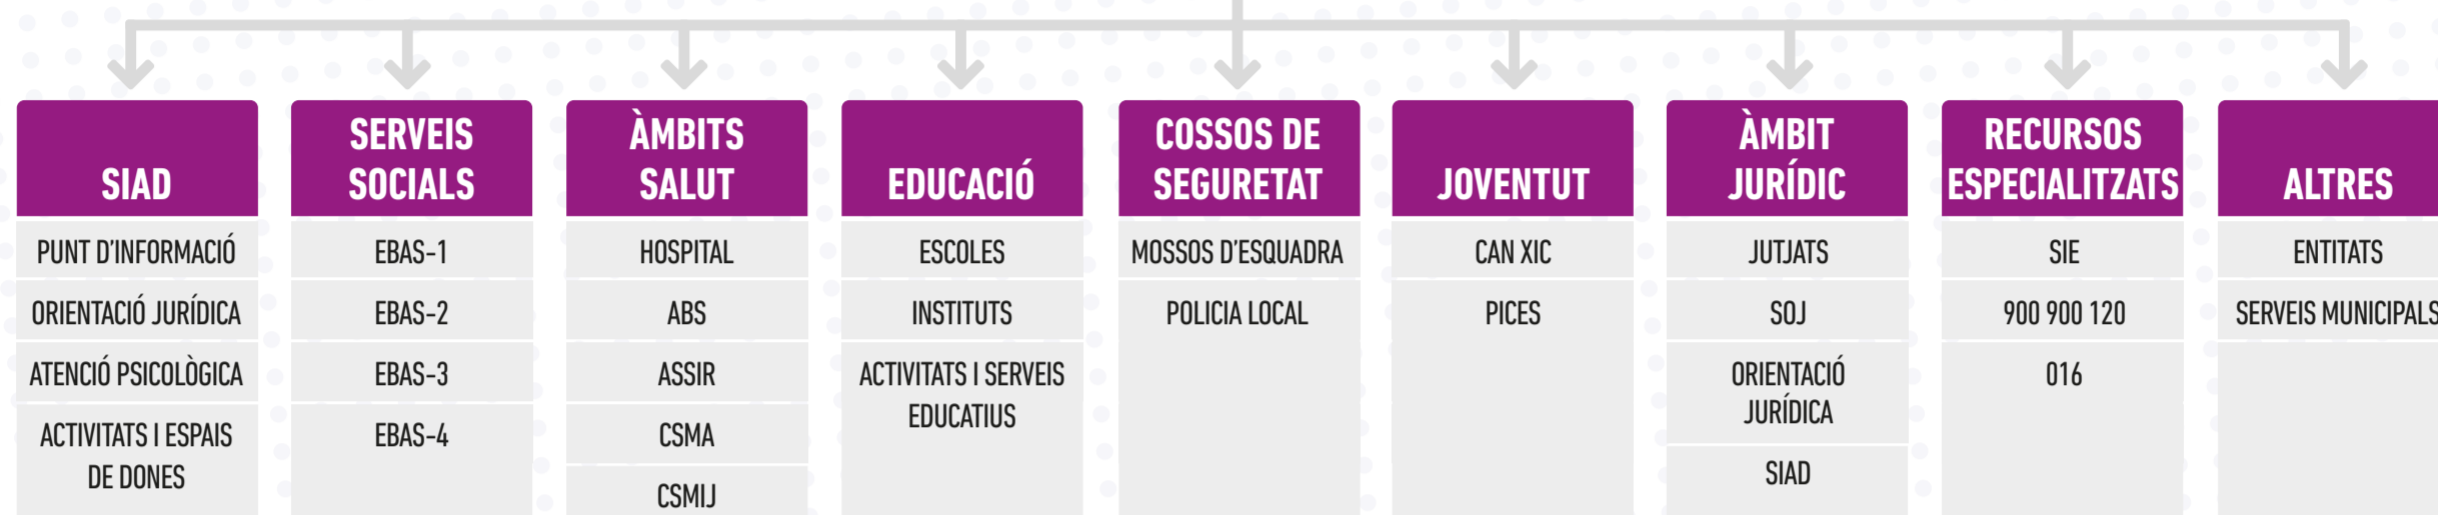 SIAD
PUNT D'INFORMACIÓ
ORIENTACIÓ JURÍDICA
ATENCIÓ PSICOLÒGICA
ACTIVITATS I ESPAIS
DE DONES
SERVEIS
SOCIALS
EBAS-1
EBAS-2
EBAS-3
EBAS-4
ÀMBITS
SALUT
HOSPITAL
ABS
ASSIR
CSMA
CSMIJ
EDUCACIÓ
ESCOLES
INSTITUTS
ACTIVITATS I SERVEIS
EDUCATIUS
COSSOS DE
SEGURETAT
MOSSOS D'ESQUADRA
POLICIA LOCAL
JOVENTUT
CAN XIC
PICES
ÀMBIT
JURÍDIC
JUTJATS
SOJ
ORIENTACIÓ
JURÍDICA
SIAD
RECURSOS
ESPECIALITZATS
SIE
900 900 120
016
ALTRES
ENTITATS
SERVEIS MUNICIPALS